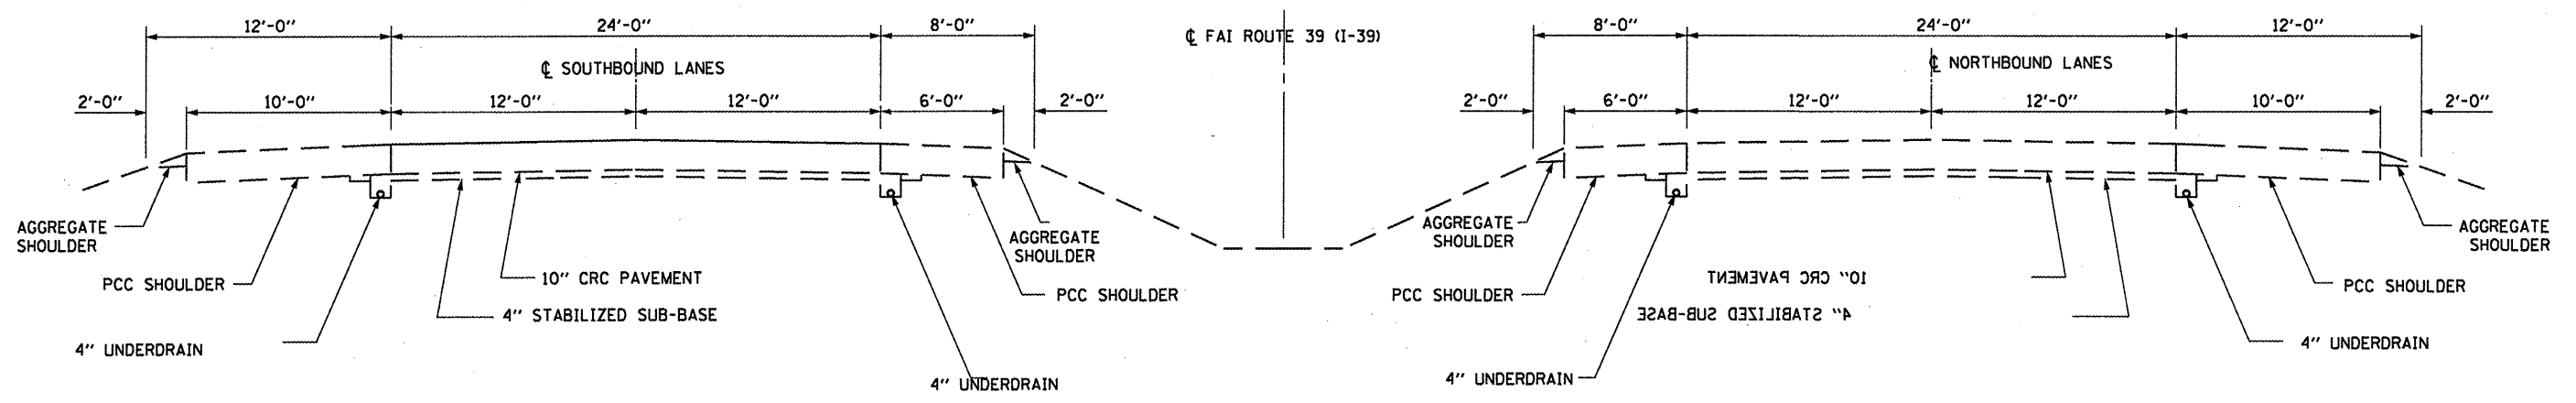 12'-0" 24'-0" 8'-0" ℄ FAI ROUTE 39 (I-39) 8'-0" 24'-0" 12'-0"
℄ SOUTHBOUND LANES ℄ NORTHBOUND LANES
2'-0" 10'-0" 12'-0" 12'-0" 6'-0" 2'-0" 2'-0" 6'-0" 12'-0" 12'-0" 10'-0" 2'-0"
AGGREGATE
SHOULDER
PCC SHOULDER
4" UNDERDRAIN
10" CRC PAVEMENT
4" STABILIZED SUB-BASE
AGGREGATE
SHOULDER
PCC SHOULDER
4" UNDERDRAIN
AGGREGATE
SHOULDER
PCC SHOULDER
4" UNDERDRAIN
10" CRC PAVEMENT
4" STABILIZED SUB-BASE
AGGREGATE
SHOULDER
PCC SHOULDER
4" UNDERDRAIN